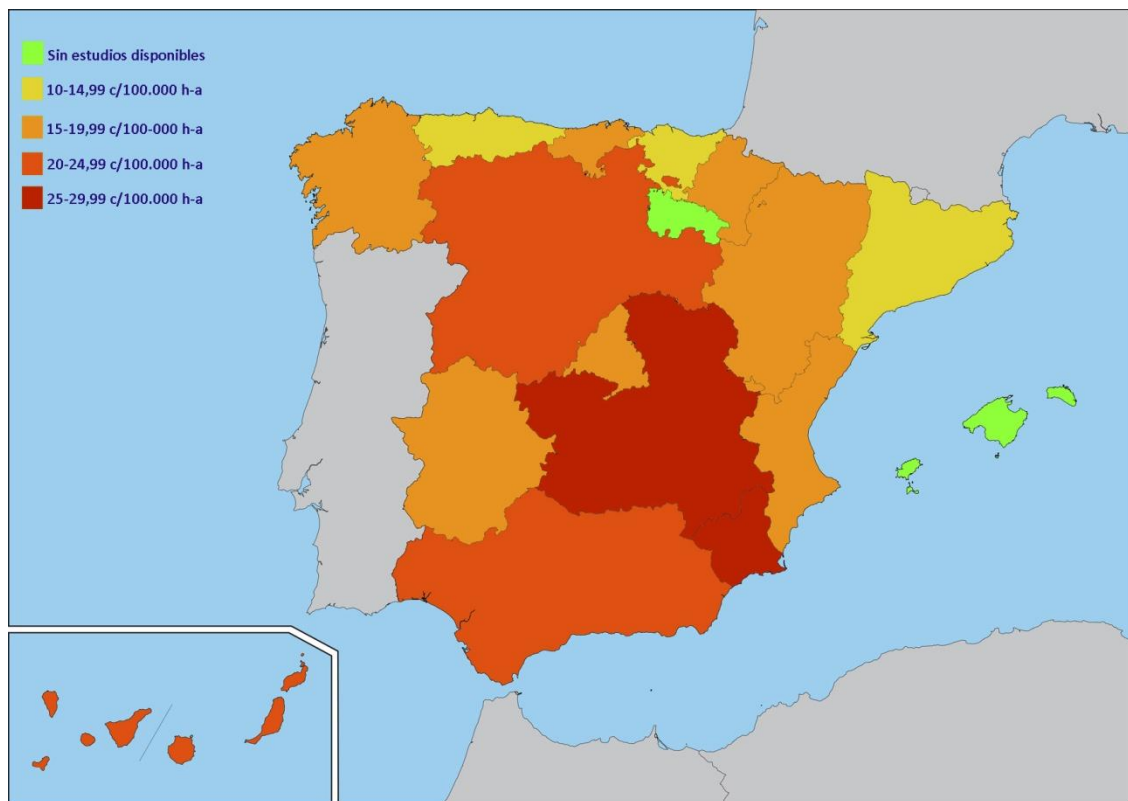 Sin estudios disponibles
10-14,99 c/100.000 h-a
15-19,99 c/100-000 h-a
20-24,99 c/100.000 h-a
25-29,99 c/100.000 h-a